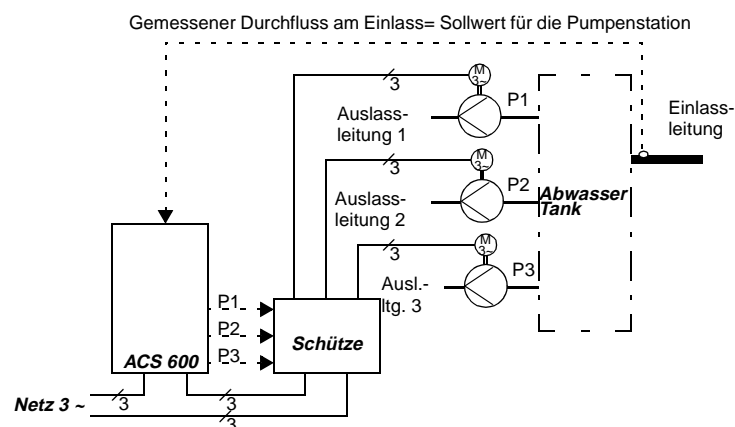 Gemessener Durchfluss am Einlass= Sollwert für die Pumpenstation
M
3~
3
P1
Auslass-
leitung 1
Einlass-
leitung
M
3~
3
P2
Auslass-
leitung 2
Abwasser
Tank
M
3~
3
P3
Ausl.-
ltg. 3
P1
P2
P3
ACS 600
Schütze
Netz 3 ~
3
3
3